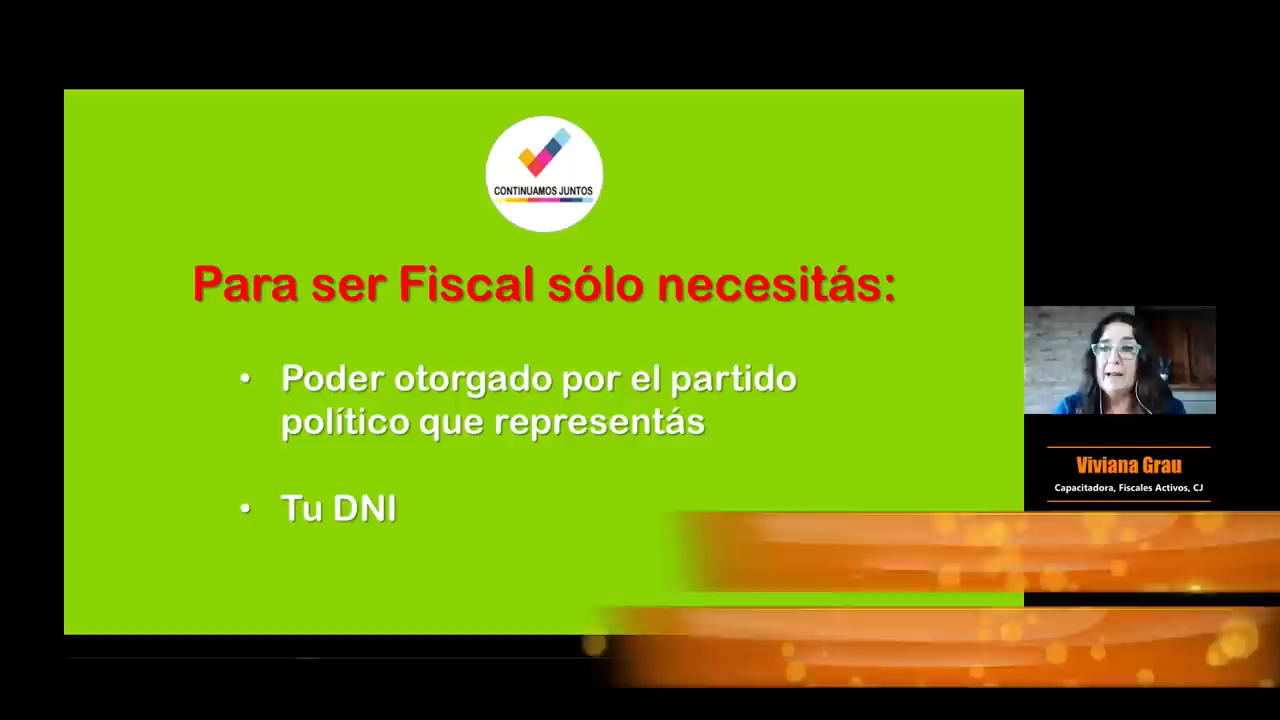 CONTINUAMOS JUNTOS
Para ser Fiscal sólo necesitás:
• Poder otorgado por el partido
político que representás
• Tu DNI
Viviana Grau
Capacitadora, Fiscales Activos, CJ